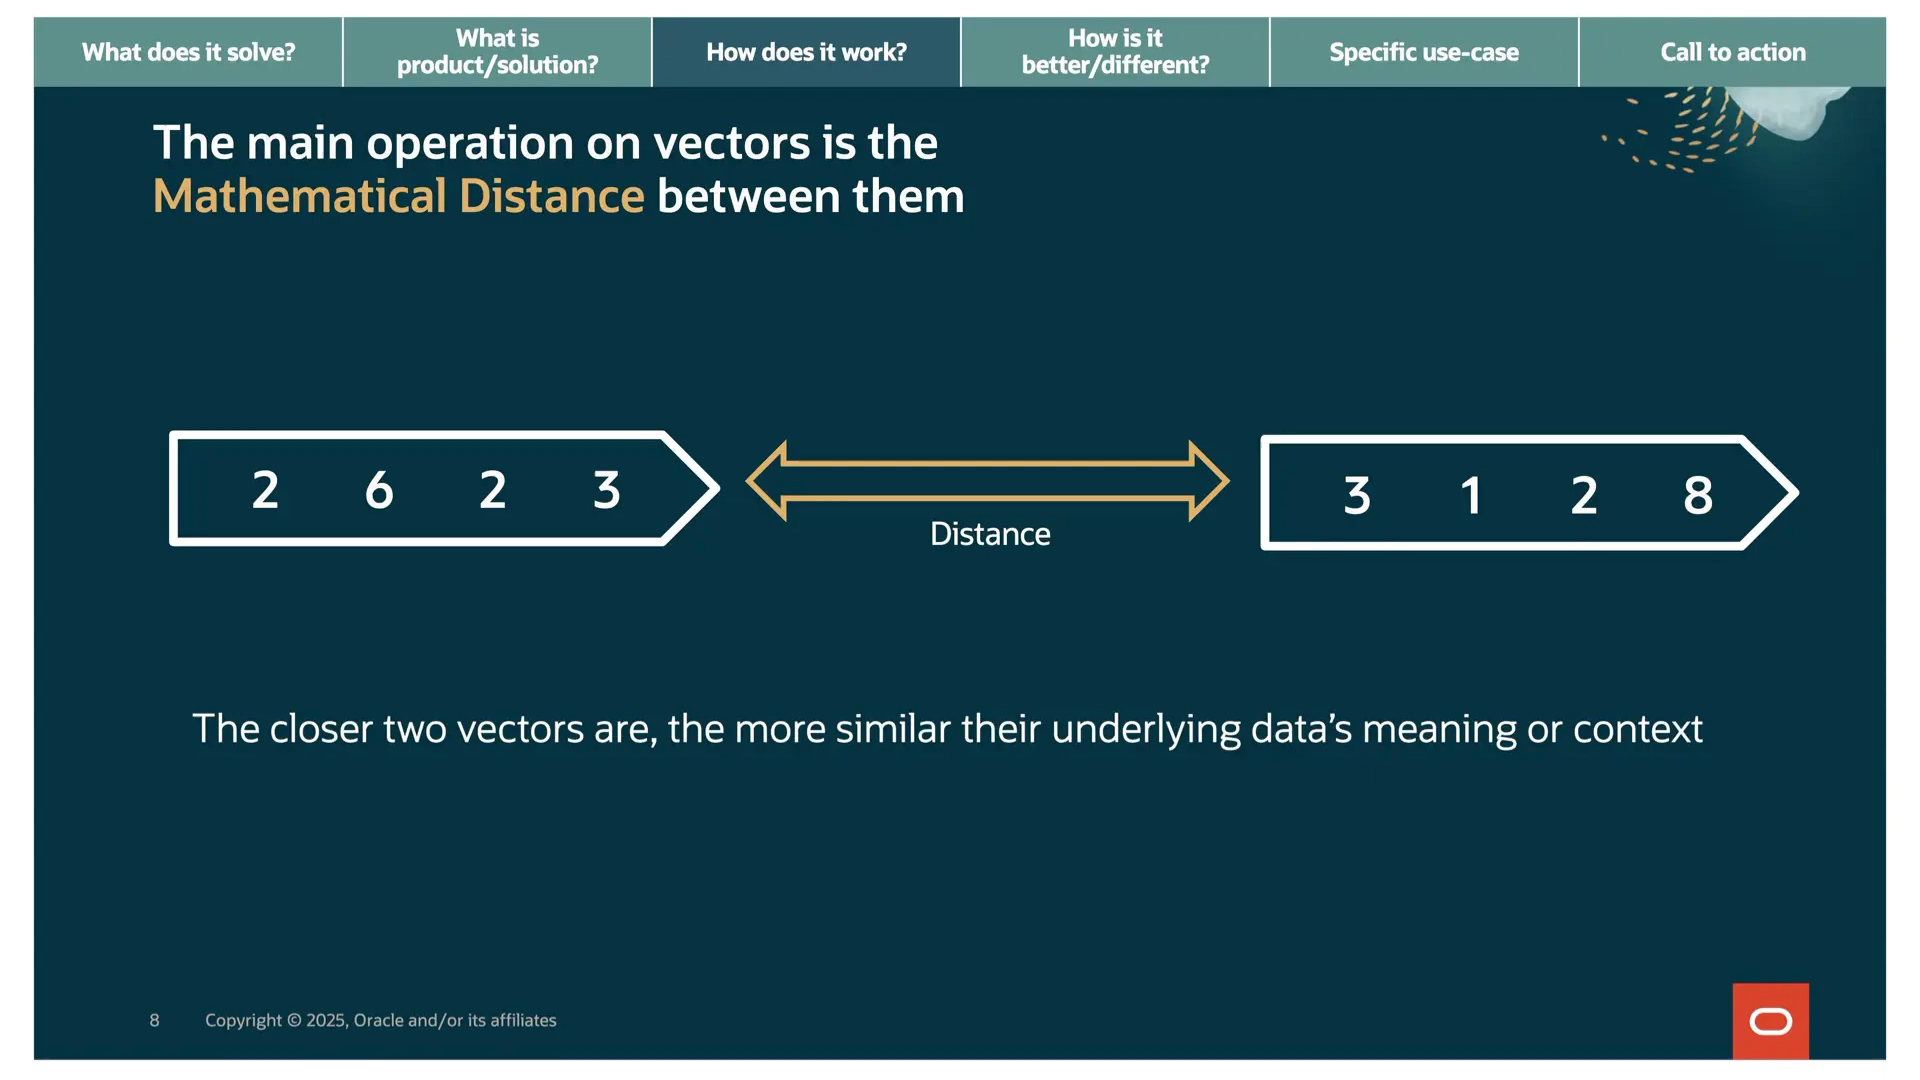 What does it solve?
What is
product/solution?
How does it work?
How is it
better/different?
Specific use-case
Call to action
The main operation on vectors is the
Mathematical Distance between them
2 6 2 3
Distance
3 1 2 8
The closer two vectors are, the more similar their underlying data’s meaning or context
8 Copyright © 2025, Oracle and/or its affiliates